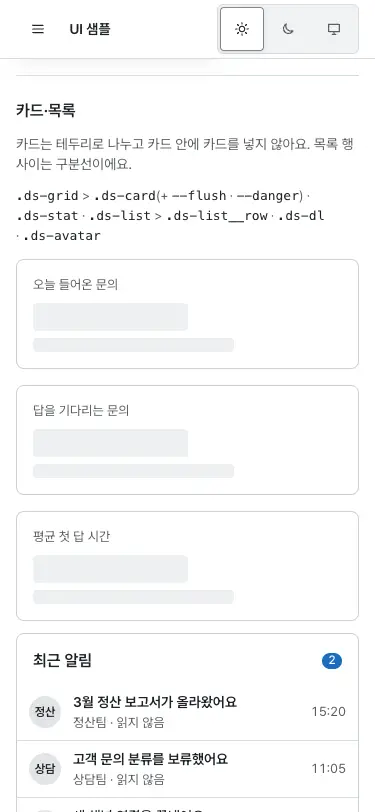 UI 샘플
카드·목록
카드는 테두리로 나누고 카드 안에 카드를 넣지 않아요. 목록 행
사이는 구분선이에요.
.ds-grid > .ds-card(+ --flush · --danger) ·
.ds-stat · .ds-list > .ds-list__row · .ds-dl
· .ds-avatar
오늘 들어온 문의
답을 기다리는 문의
평균 첫 답 시간
최근 알림 2
정산 3월 정산 보고서가 올라왔어요 15:20
정산팀 · 읽지 않음
상담 고객 문의 분류를 보류했어요 11:05
상담팀 · 읽지 않음